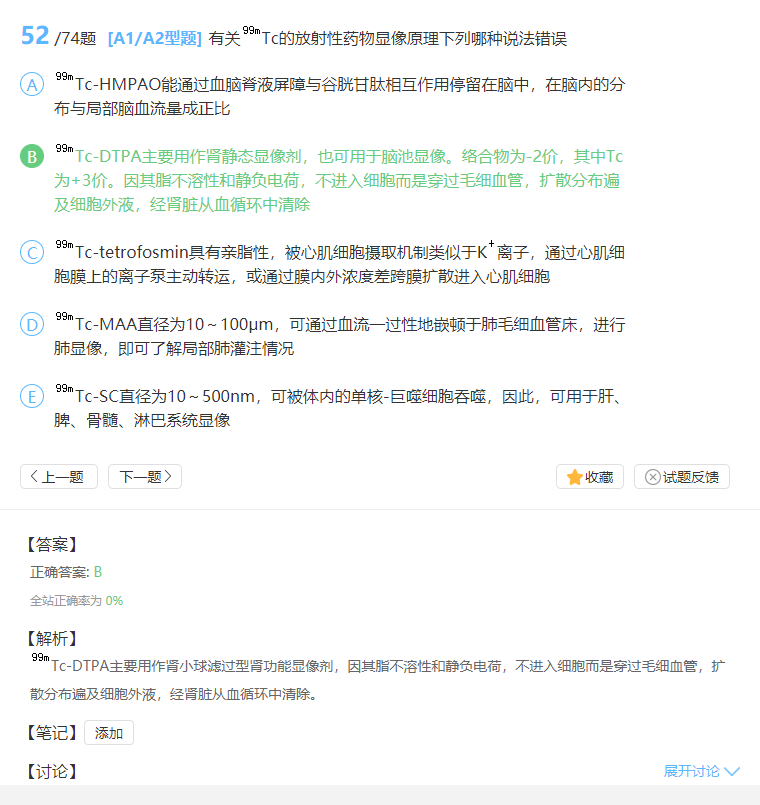 52 /74题 [A1/A2型题] 有关99mTc的放射性药物显像原理下列哪种说法错误
A 99mTc-HMPAO能通过血脑脊液屏障与谷胱甘肽相互作用停留在脑中，在脑内的分
布与局部脑血流量成正比
B 99mTc-DTPA主要用作肾静态显像剂，也可用于脑池显像。络合物为-2价，其中Tc
为+3价。因其脂不溶性和静负电荷，不进入细胞而是穿过毛细血管，扩散分布遍
及细胞外液，经肾脏从血循环中清除
C 99mTc-tetrofosmin具有亲脂性，被心肌细胞摄取机制类似于K+离子，通过心肌细
胞膜上的离子泵主动转运，或通过膜内外浓度差跨膜扩散进入心肌细胞
D 99mTc-MAA直径为10～100μm，可通过血流一过性地嵌顿于肺毛细血管床，进行
肺显像，即可了解局部肺灌注情况
E 99mTc-SC直径为10～500nm，可被体内的单核-巨噬细胞吞噬，因此，可用于肝、
脾、骨髓、淋巴系统显像
上一题 下一题 收藏 试题反馈
【答案】
正确答案: B
全站正确率为 0%
【解析】
99mTc-DTPA主要用作肾小球滤过型肾功能显像剂，因其脂不溶性和静负电荷，不进入细胞而是穿过毛细血管，扩
散分布遍及细胞外液，经肾脏从血循环中清除。
【笔记】 添加
【讨论】 展开讨论